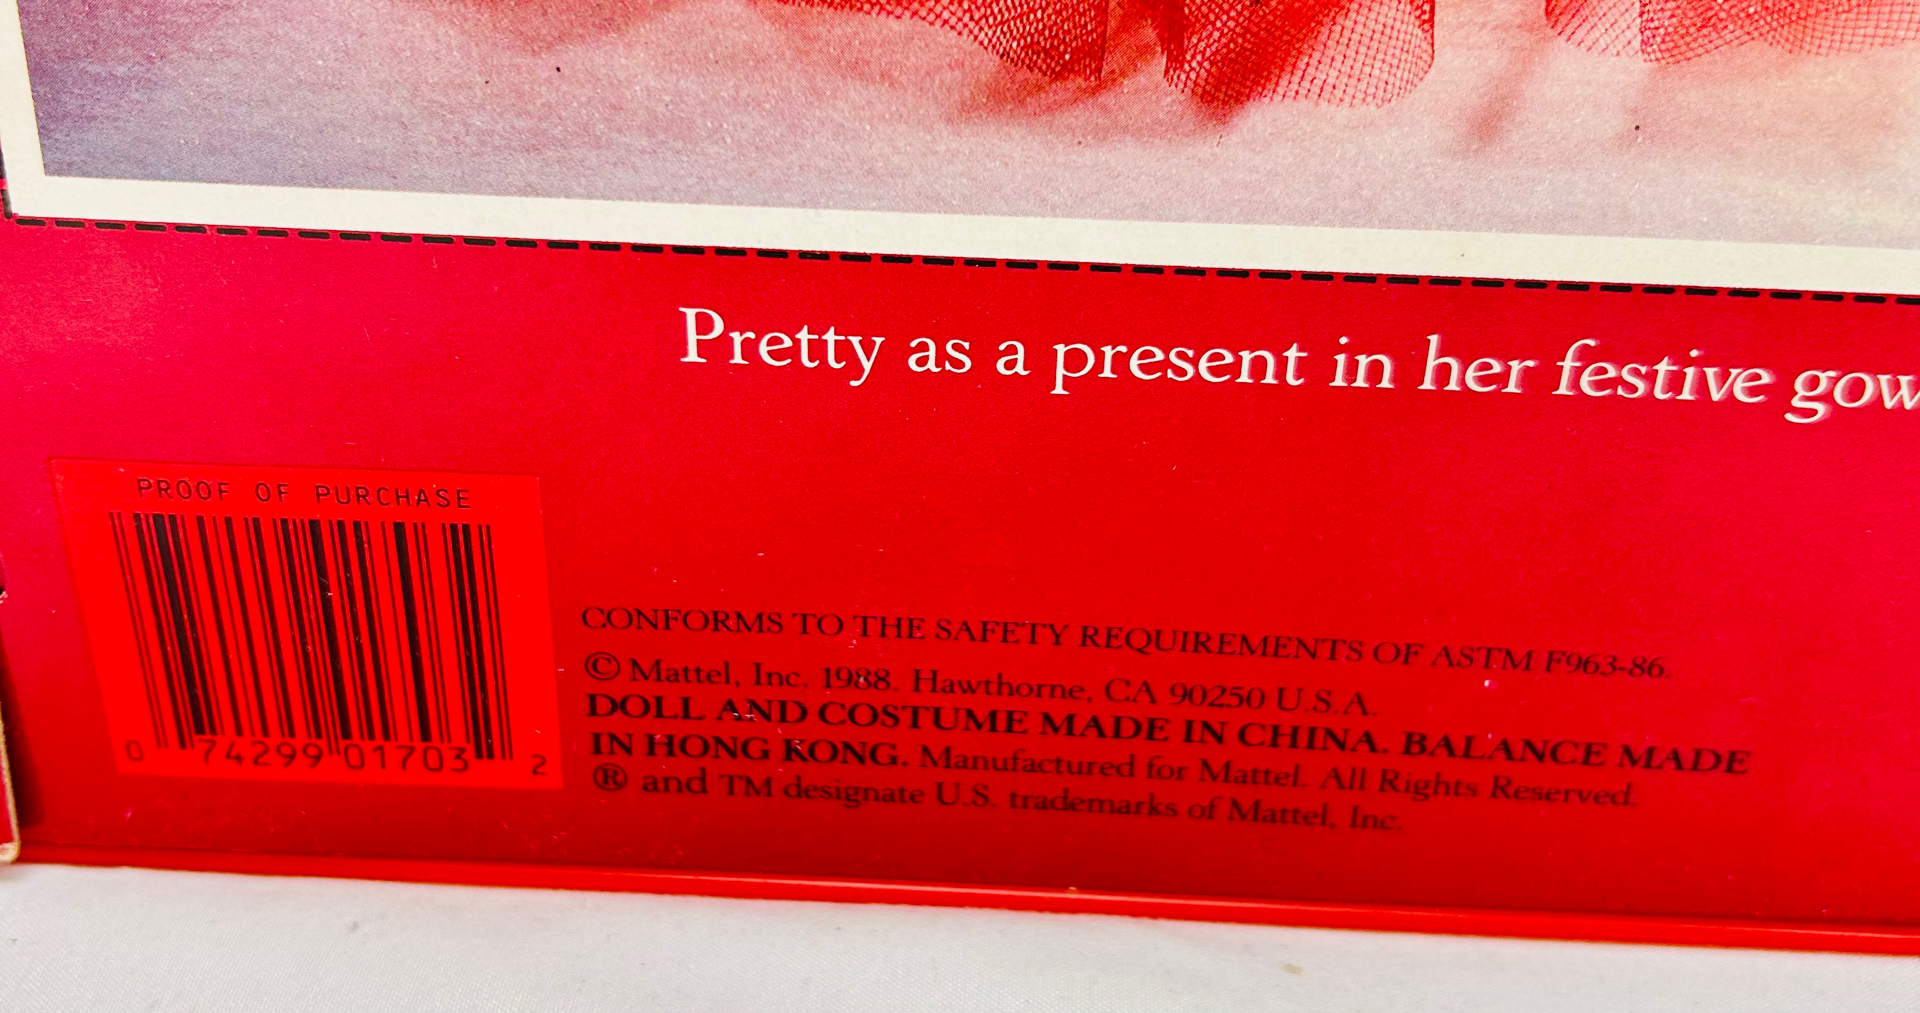 Pretty as a present in her festive gow
PROOF OF PURCHASE
0 74299 01703 2
CONFORMS TO THE SAFETY REQUIREMENTS OF ASTM F963-86.
© Mattel, Inc. 1988. Hawthorne, CA 90250 U.S.A.
DOLL AND COSTUME MADE IN CHINA. BALANCE MADE
IN HONG KONG. Manufactured for Mattel. All Rights Reserved.
® and TM designate U.S. trademarks of Mattel, Inc.